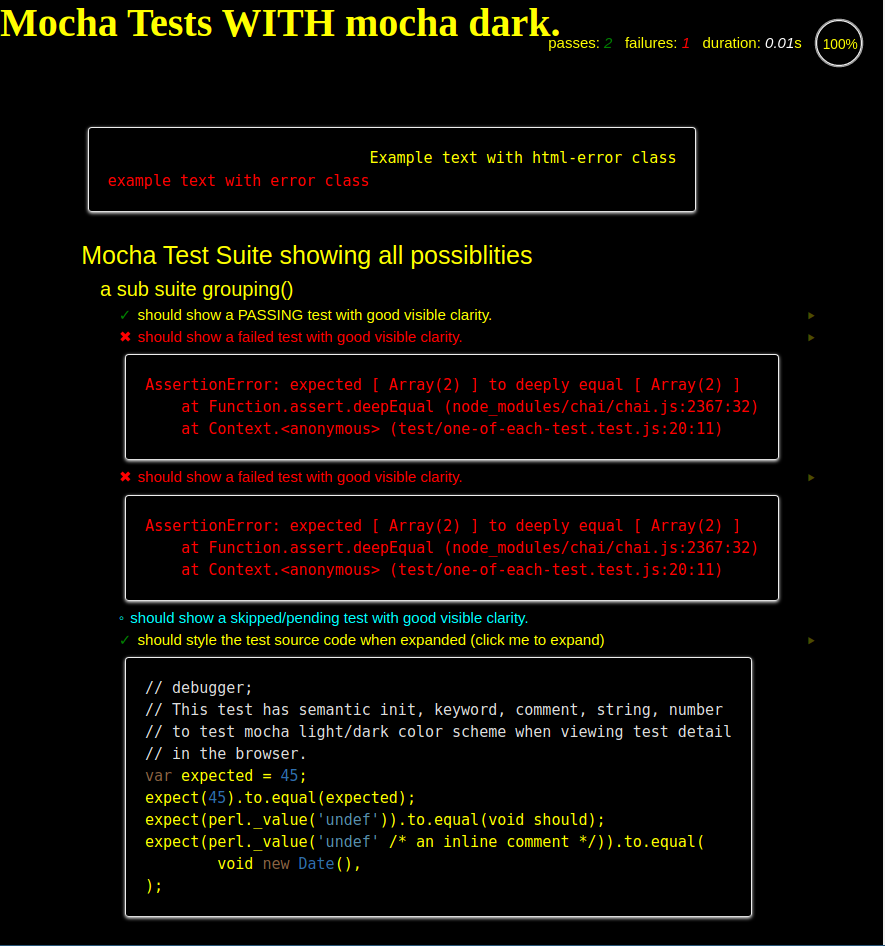 Mocha Tests WITH mocha dark.
passes: 2 failures: 1 duration: 0.01s 100%
Example text with html-error class
example text with error class
Mocha Test Suite showing all possiblities
a sub suite grouping()
✓ should show a PASSING test with good visible clarity. ‣
✖ should show a failed test with good visible clarity. ‣
AssertionError: expected [ Array(2) ] to deeply equal [ Array(2) ]
    at Function.assert.deepEqual (node_modules/chai/chai.js:2367:32)
    at Context.<anonymous> (test/one-of-each-test.test.js:20:11)
✖ should show a failed test with good visible clarity. ‣
AssertionError: expected [ Array(2) ] to deeply equal [ Array(2) ]
    at Function.assert.deepEqual (node_modules/chai/chai.js:2367:32)
    at Context.<anonymous> (test/one-of-each-test.test.js:20:11)
◦ should show a skipped/pending test with good visible clarity.
✓ should style the test source code when expanded (click me to expand) ‣
// debugger;
// This test has semantic init, keyword, comment, string, number
// to test mocha light/dark color scheme when viewing test detail
// in the browser.
var expected = 45;
expect(45).to.equal(expected);
expect(perl._value('undef')).to.equal(void should);
expect(perl._value('undef' /* an inline comment */)).to.equal(
        void new Date(),
);